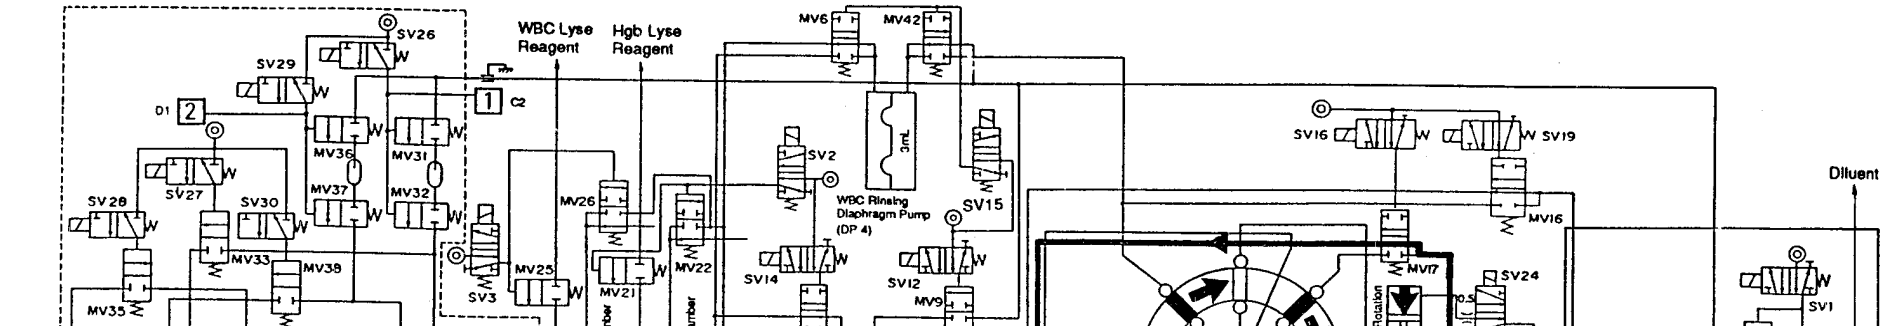 MV6
MV42
SV26
WBC Lyse
Reagent
Hgb Lyse
Reagent
SV29
D1
2
1
C2
MV36
MV31
SV16
SV19
SV2
3mL
SV27
MV37
MV32
Diluent
SV28
SV30
MV26
WBC Rinsing
Diaphragm Pump
(DP 4)
SV15
MV16
MV33
MV38
MV25
MV22
MV17
SV14
SV12
SV24
SV3
MV21
MV9
MV35
SV1
Rotation
0.5